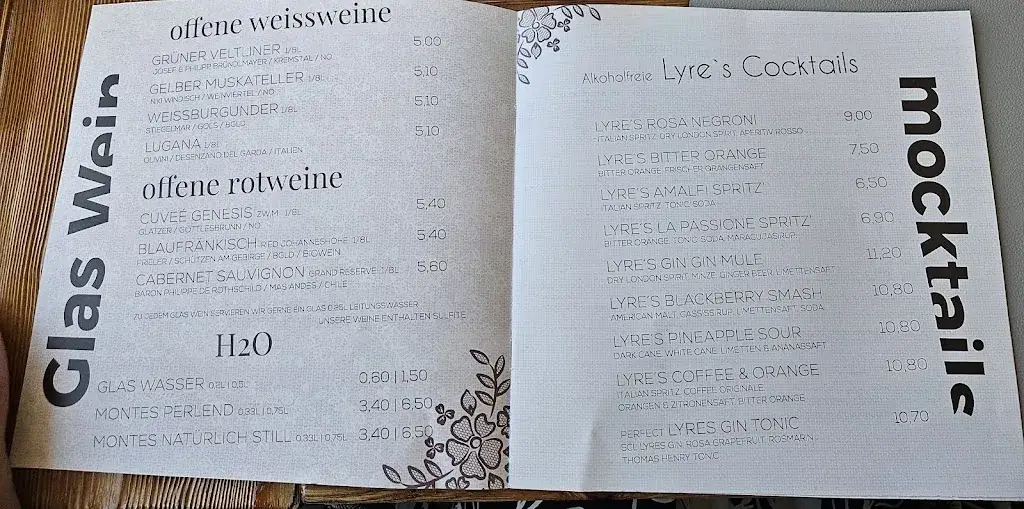 Glas Wein
offene weissweine
GRÜNER VELTLINER 1/8L 5,00
JOSEF & PHILIPP BRÜNDLMAYER / KREMSTAL / NÖ
GELBER MUSKATELLER 1/8L 5,10
NIKI WINDISCH / WEINVIERTEL / NÖ
WEISSBURGUNDER 1/8L 5,10
STIEGELMAR / GOLS / BGLD
LUGANA 1/8L 5,10
OLIVINI / DESENZANO DEL GARDA / ITALIEN
offene rotweine
CUVEÉ GENESIS ZW,M 1/8L 5,40
GLATZER / GÖTTLESBRUNN / NÖ
BLAUFRÄNKISCH RIED JOHANNESHÖHE 1/8L 5,40
PRIELER / SCHÜTZEN AM GEBIRGE / BGLD / BIOWEIN
CABERNET SAUVIGNON GRAND RESERVE 1/8L 5,60
BARON PHILIPPE DE ROTHSCHILD / MAS ANDES / CHILE
ZU JEDEM GLAS WEIN SERVIEREN WIR GERNE EIN GLAS 0,25L LEITUNGSWASSER
UNSERE WEINE ENTHALTEN SULFITE
H2O
GLAS WASSER 0,2L | 0,5L 0,60 | 1,50
MONTES PERLEND 0,33L | 0,75L 3,40 | 6,50
MONTES NATÜRLICH STILL 0,33L | 0,75L 3,40 | 6,50
mocktails
Alkoholfreie Lyre`s Cocktails
LYRE'S ROSA NEGRONI 9,00
ITALIAN SPRITZ, DRY LONDON SPIRIT, APERITIV ROSSO
LYRE'S BITTER ORANGE 7,50
BITTER ORANGE, FRISCHER ORANGENSAFT
LYRE'S AMALFI SPRITZ' 6,50
ITALIAN SPRITZ, TONIC, SODA
LYRE'S LA PASSIONE SPRITZ' 6,90
BITTER ORANGE, TONIC, SODA, MARACUJASIRUP,
LYRE'S GIN GIN MULE 11,20
DRY LONDON SPIRIT, MINZE, GINGER BEER, LIMETTENSAFT
LYRE'S BLACKBERRY SMASH 10,80
AMERICAN MALT, CASSIS SIRUP, LIMETTENSAFT, SODA
LYRE'S PINEAPPLE SOUR 10,80
DARK CANE, WHITE CANE, LIMETTEN & ANANASSAFT
LYRE'S COFFEE & ORANGE 10,80
ITALIAN SPRITZ, COFFEE ORIGINALE
ORANGEN & ZITRONENSAFT, BITTER ORANGE
PERFECT LYRES GIN TONIC 10,70
5CL LYRES GIN, ROSA GRAPEFRUIT, ROSMARIN,
THOMAS HENRY TONIC